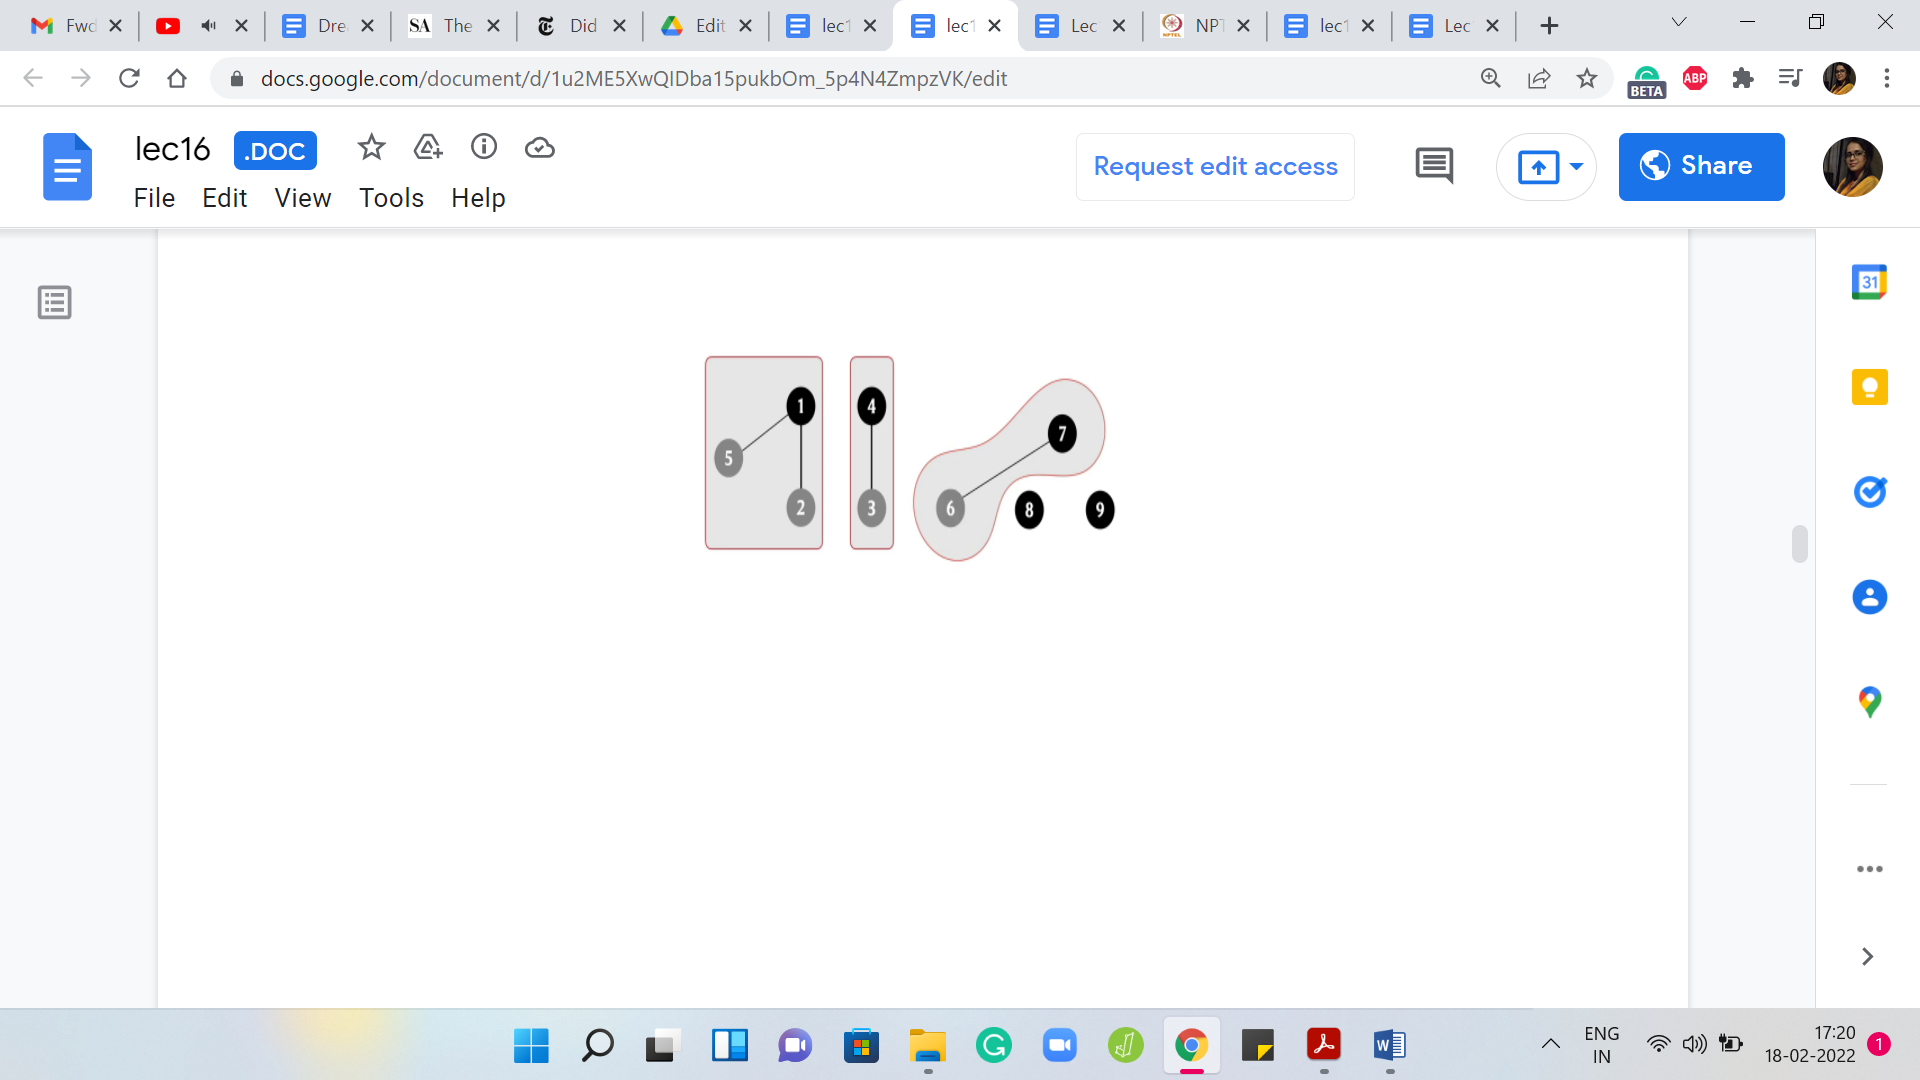 Fwd Dre SA The Did Edit lec1 lec1 Lec NPT lec1 Lec
docs.google.com/document/d/1u2ME5XwQIDba15pukbOm_5p4N4ZmpzVK/edit
ABP
BETA
lec16 .DOC
Request edit access
Share
File Edit View Tools Help
31
1 4
7
5
2 3 6 8 9
ENG
IN
17:20
18-02-2022
1